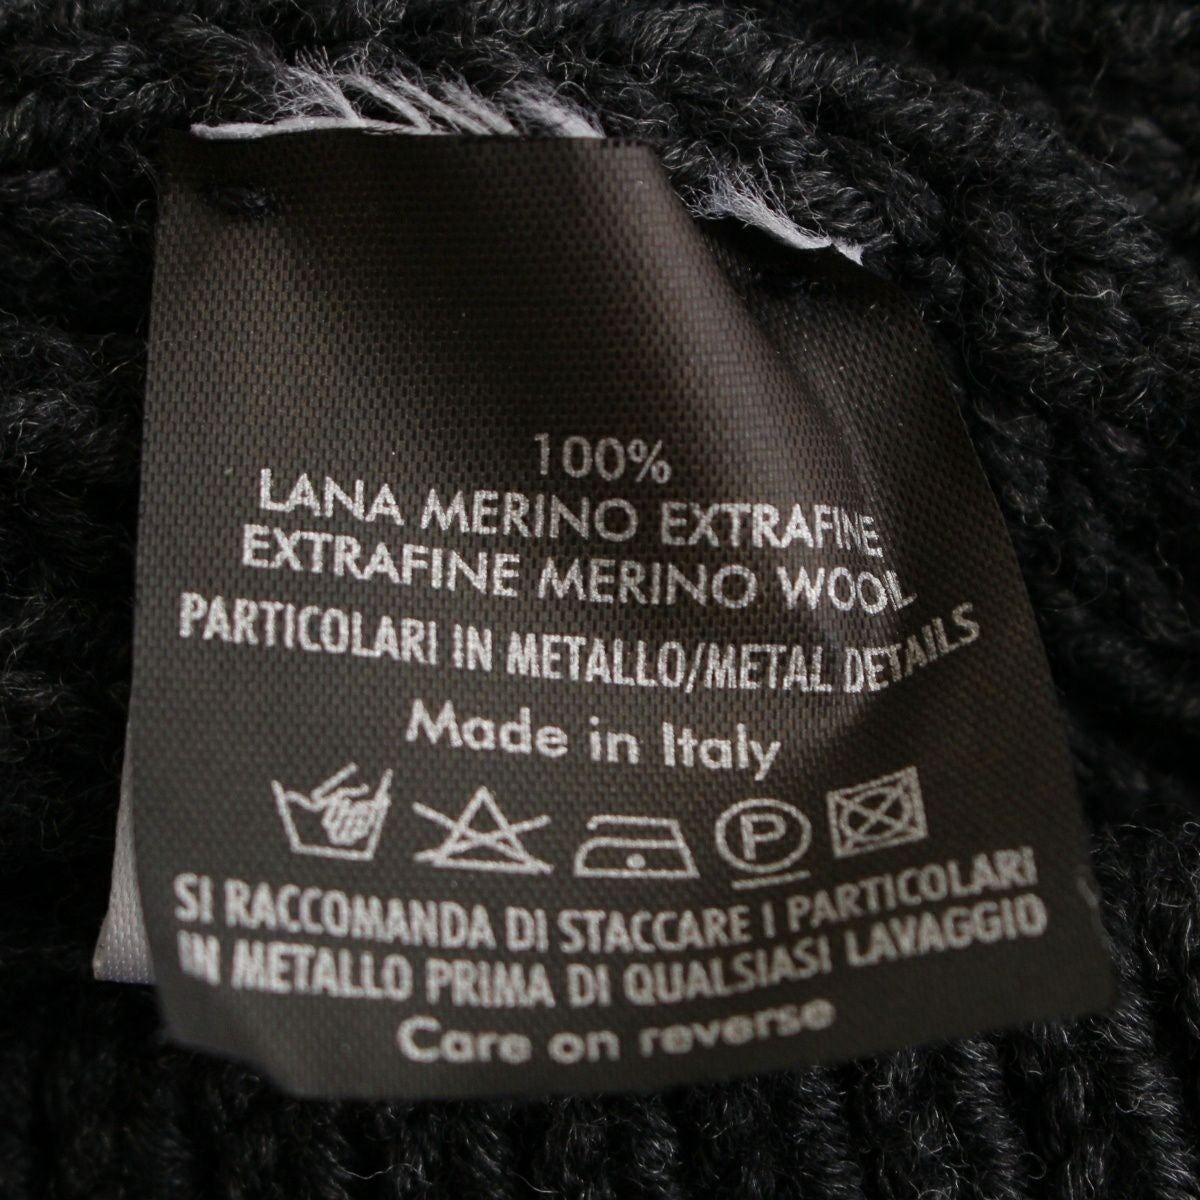 100%
LANA MERINO EXTRAFINE
EXTRAFINE MERINO WOOL
PARTICOLARI IN METALLO/METAL DETAILS
Made in Italy
P
SI RACCOMANDA DI STACCARE I PARTICOLARI
IN METALLO PRIMA DI QUALSIASI LAVAGGIO
Care on reverse